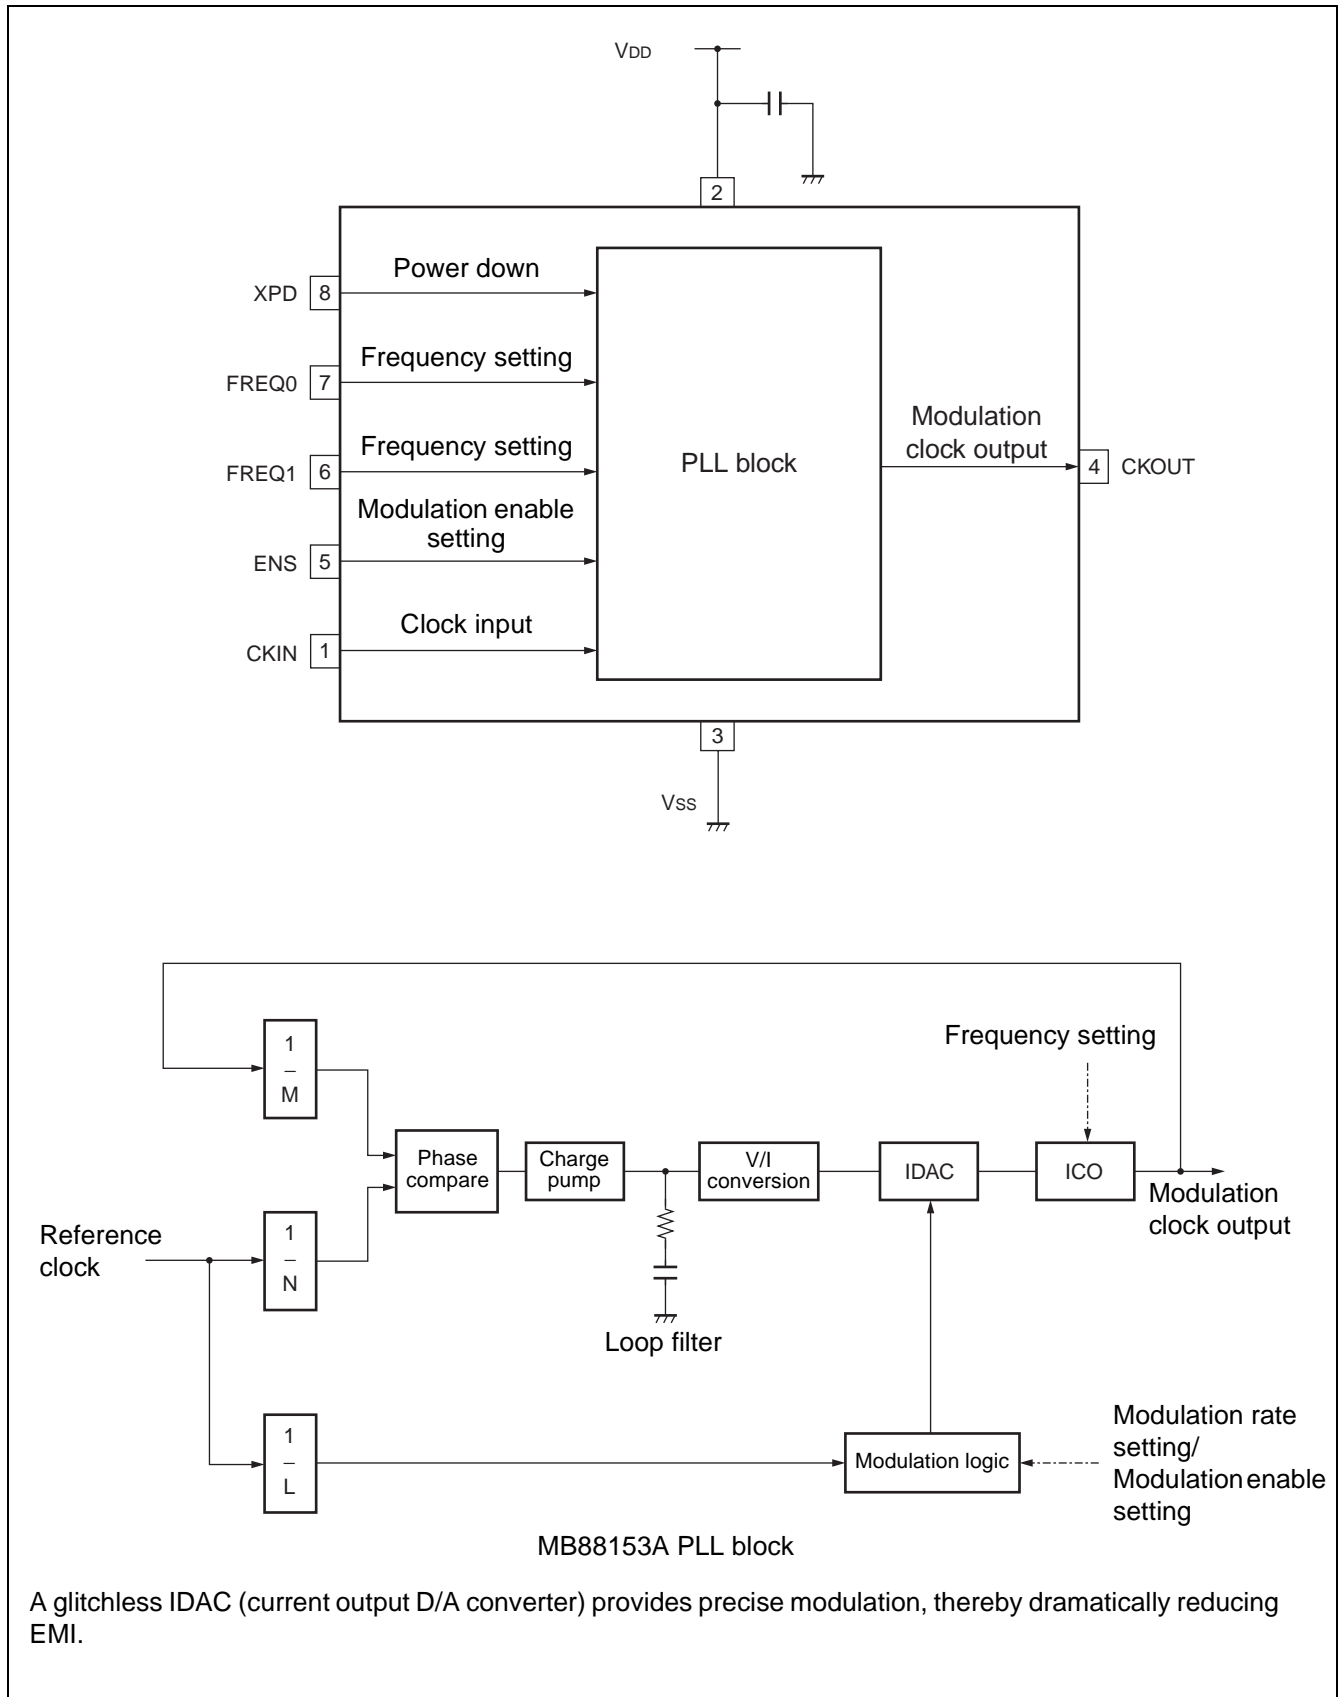 VDD
2
Power down
XPD 8
Frequency setting
FREQ0 7
Frequency setting
FREQ1 6
Modulation enable
setting
ENS 5
Clock input
CKIN 1
PLL block
Modulation
clock output
4 CKOUT
3
VSS
1
M
Frequency setting
Phase
compare
Charge
pump
V/I
conversion
IDAC
ICO
Modulation
clock output
Reference
clock
1
N
Loop filter
1
L
Modulation logic
Modulation rate
setting/
Modulation enable
setting
MB88153A PLL block
A glitchless IDAC (current output D/A converter) provides precise modulation, thereby dramatically reducing
EMI.